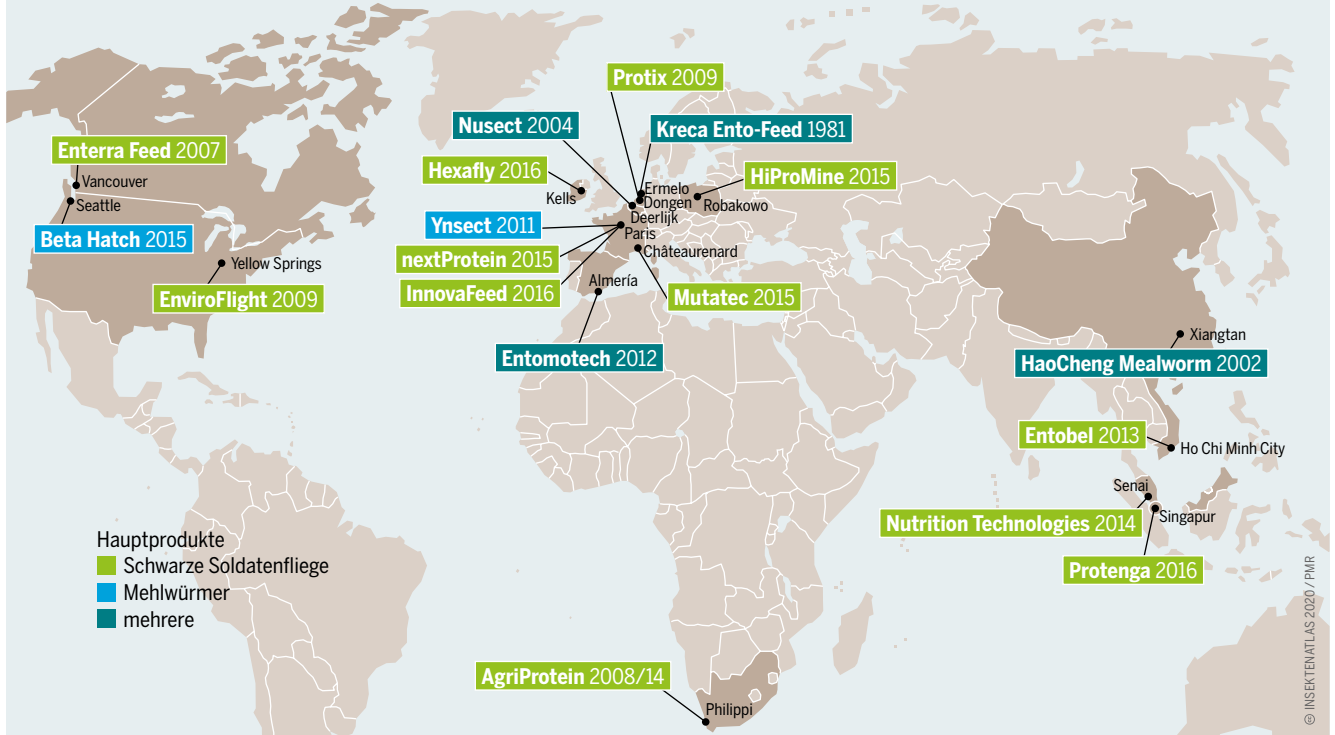 Protix 2009
Nusect 2004
Kreca Ento-Feed 1981
Enterra Feed 2007
Hexafly 2016
HiProMine 2015
Vancouver
Seattle
Kells
Ermelo
Dongen
Robakowo
Deerlijk
Beta Hatch 2015
Ynsect 2011
Paris
nextProtein 2015
Châteaurenard
Yellow Springs
InnovaFeed 2016
Almería
Mutatec 2015
EnviroFlight 2009
Xiangtan
Entomotech 2012
HaoCheng Mealworm 2002
Entobel 2013
Ho Chi Minh City
Senai
Nutrition Technologies 2014
Singapur
Protenga 2016
Hauptprodukte
Schwarze Soldatenfliege
Mehlwürmer
mehrere
AgriProtein 2008/14
Philippi
© INSEKTENATLAS 2020 / PMR